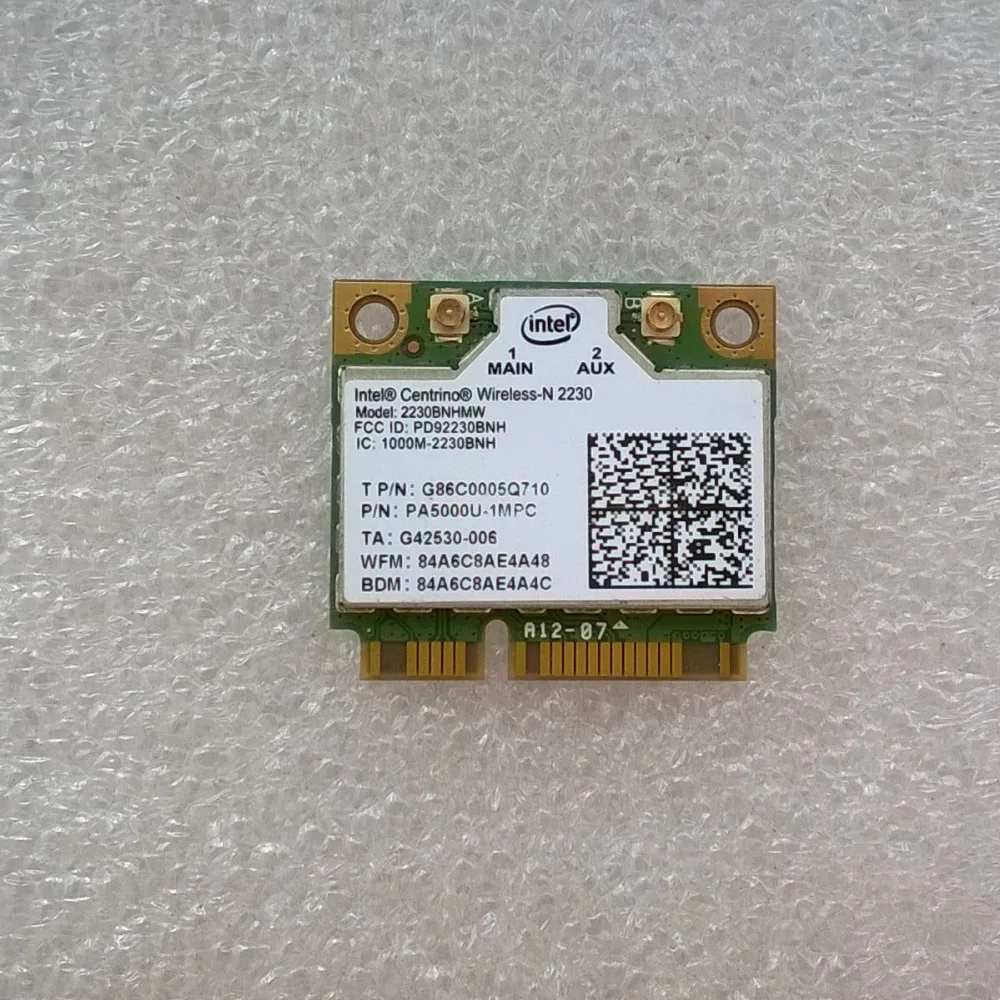 A
B
intel®
1 2
MAIN AUX
Intel® Centrino® Wireless-N 2230
Model: 2230BNHMW
FCC ID: PD92230BNH
IC: 1000M-2230BNH
T P/N: G86C0005Q710
P/N: PA5000U-1MPC
TA: G42530-006
WFM: 84A6C8AE4A48
BDM: 84A6C8AE4A4C
A12-07